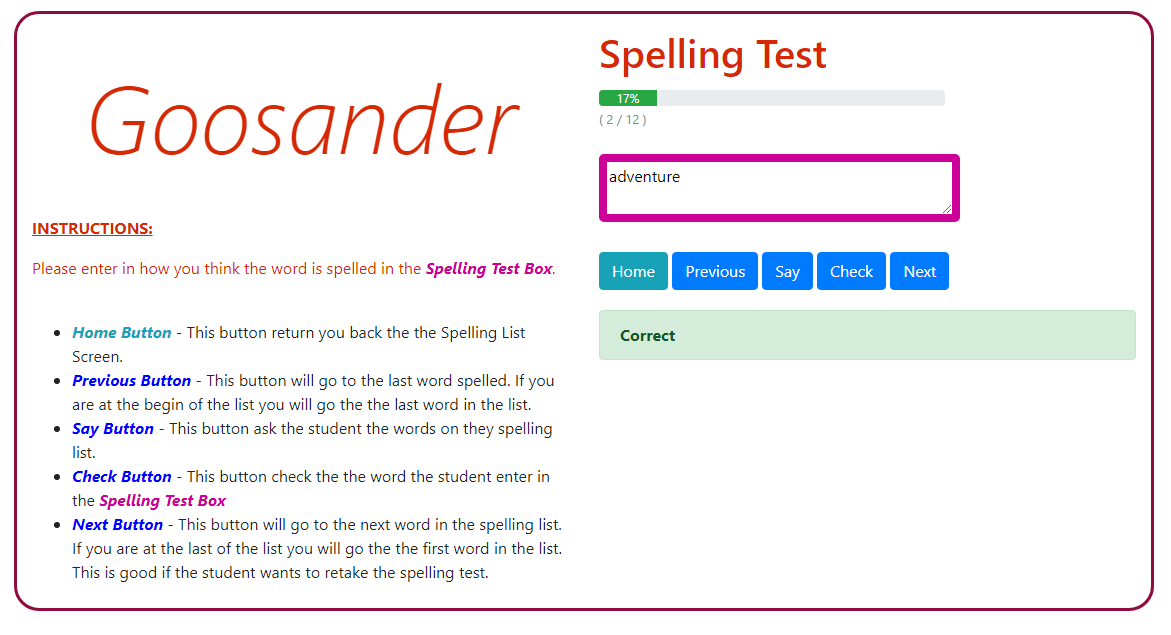 Goosander
INSTRUCTIONS:
Please enter in how you think the word is spelled in the Spelling Test Box.
Home Button - This button return you back the the Spelling List
Screen.
Previous Button - This button will go to the last word spelled. If you
are at the begin of the list you will go the the last word in the list.
Say Button - This button ask the student the words on they spelling
list.
Check Button - This button check the the word the student enter in
the Spelling Test Box
Next Button - This button will go to the next word in the spelling list.
If you are at the last of the list you will go the the first word in the list.
This is good if the student wants to retake the spelling test.
Spelling Test
17%
( 2 / 12 )
adventure
Home Previous Say Check Next
Correct